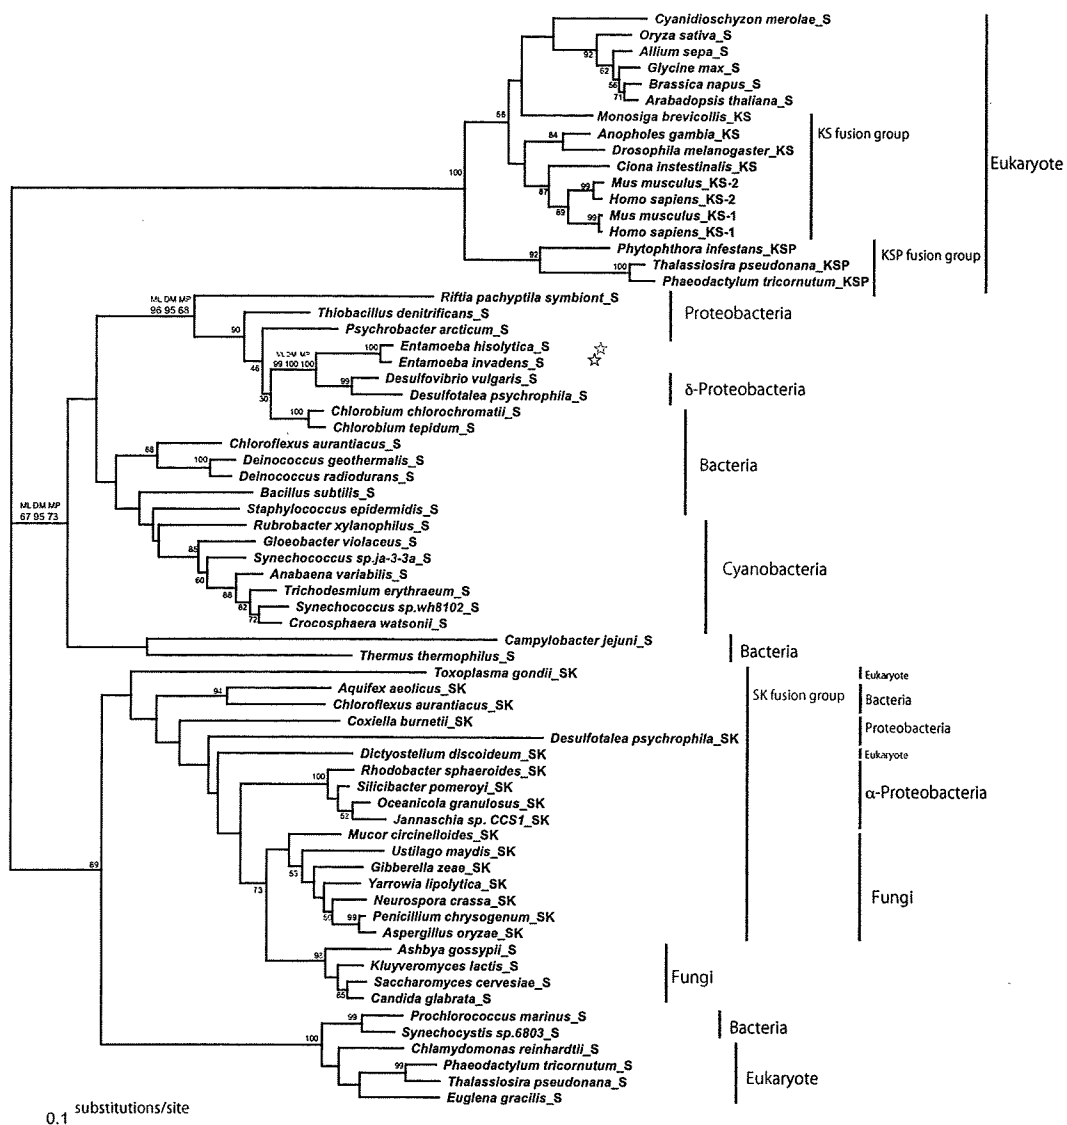 Cyanidioschyzon merolae_S
Oryza sativa_S
92
Allium sepa_S
62
Glycine max_S
56
Brassica napus_S
71
Arabadopsis thaliana_S
56
Monosiga brevicollis_KS
KS fusion group
84
Anopholes gambia_KS
Drosophila melanogaster_KS
Eukaryote
100
Ciona instestinalis_KS
87
99
Mus musculus_KS-2
Homo sapiens_KS-2
89
99
Mus musculus_KS-1
Homo sapiens_KS-1
92
Phytophthora infestans_KSP
KSP fusion group
100
Thalassiosira pseudonana_KSP
Phaeodactylum tricornutum_KSP
ML DM MP
96 95 68
Riftia pachyptila symbiont_S
Proteobacteria
90
Thiobacillus denitrificans_S
Psychrobacter arcticum_S
46
ML DM MP
99 100 100
100
Entamoeba hisolytica_S
Entamoeba invadens_S
99
Desulfovibrio vulgaris_S
δ-Proteobacteria
Desulfotalea psychrophila_S
30
100
Chlorobium chlorochromatii_S
Chlorobium tepidum_S
88
Chloroflexus aurantiacus_S
100
Deinococcus geothermalis_S
Bacteria
Deinococcus radiodurans_S
Bacillus subtilis_S
ML DM MP
67 95 73
Staphylococcus epidermidis_S
Rubrobacter xylanophilus_S
85
Gloeobacter violaceus_S
Synechococcus sp.ja-3-3a_S
60
Anabaena variabilis_S
Cyanobacteria
88
Trichodesmium erythraeum_S
82
Synechococcus sp.wh8102_S
72
Crocosphaera watsonii_S
Campylobacter jejuni_S
Bacteria
Thermus thermophilus_S
Toxoplasma gondii_SK
Eukaryote
SK fusion group
94
Aquifex aeolicus_SK
Bacteria
Chloroflexus aurantiacus_SK
Coxiella burnetii_SK
Proteobacteria
Desulfotalea psychrophila_SK
Dictyostelium discoideum_SK
Eukaryote
100
Rhodobacter sphaeroides_SK
Silicibacter pomeroyi_SK
α-Proteobacteria
Oceanicola granulosus_SK
52
Jannaschia sp. CCS1_SK
Mucor circinelloides_SK
Ustilago maydis_SK
53
Gibberella zeae_SK
69
73
Yarrowia lipolytica_SK
Fungi
Neurospora crassa_SK
50
99
Penicillium chrysogenum_SK
Aspergillus oryzae_SK
98
Ashbya gossypii_S
Kluyveromyces lactis_S
Fungi
Saccharomyces cervesiae_S
65
Candida glabrata_S
99
Prochlorococcus marinus_S
Bacteria
Synechocystis sp.6803_S
100
Chlamydomonas reinhardtii_S
99
Phaeodactylum tricornutum_S
Eukaryote
Thalassiosira pseudonana_S
Euglena gracilis_S
0.1 substitutions/site